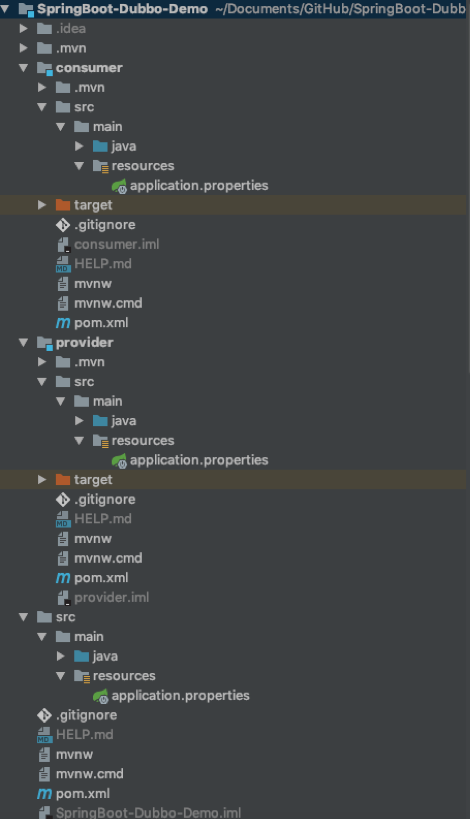 SpringBoot-Dubbo-Demo ~/Documents/GitHub/SpringBoot-Dubb
.idea
.mvn
consumer
.mvn
src
main
java
resources
application.properties
target
.gitignore
consumer.iml
HELP.md
mvnw
mvnw.cmd
pom.xml
provider
.mvn
src
main
java
resources
application.properties
target
.gitignore
HELP.md
mvnw
mvnw.cmd
pom.xml
provider.iml
src
main
java
resources
application.properties
.gitignore
HELP.md
mvnw
mvnw.cmd
pom.xml
SpringBoot-Dubbo-Demo.iml